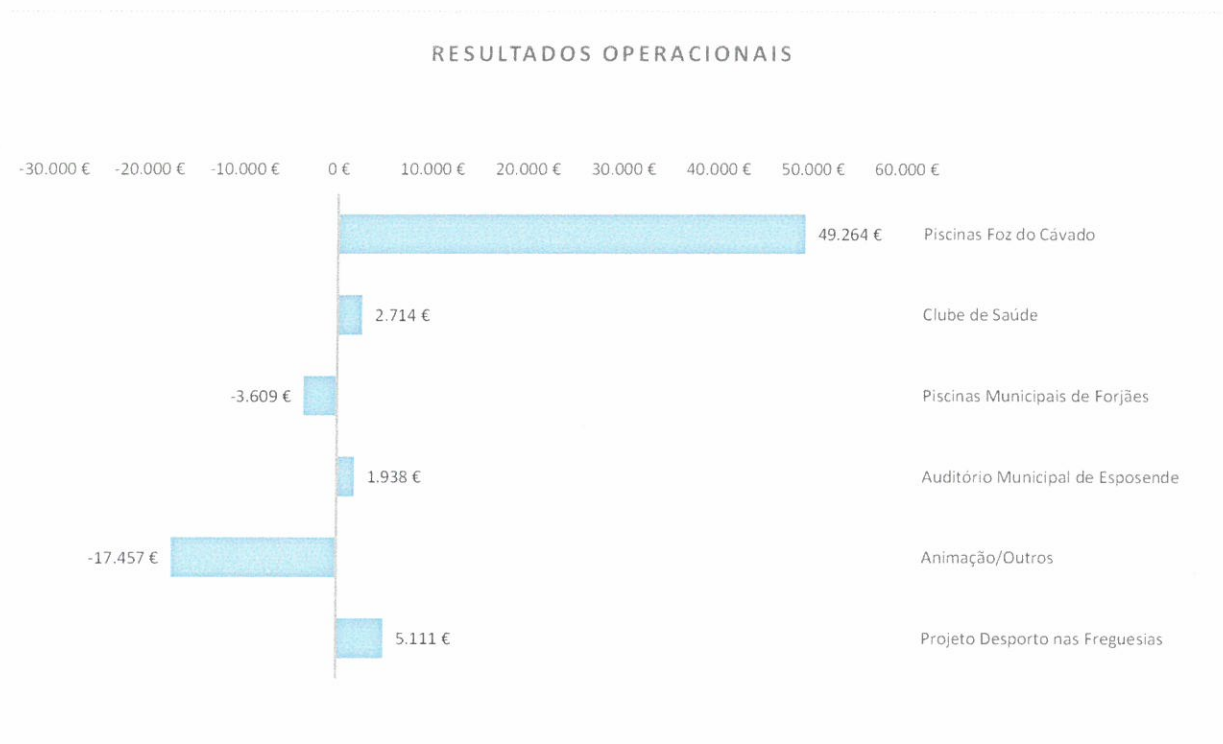 RESULTADOS OPERACIONAIS
-30.000 € -20.000 € -10.000 € 0 € 10.000 € 20.000 € 30.000 € 40.000 € 50.000 € 60.000 €
49.264 € Piscinas Foz do Cávado
2.714 € Clube de Saúde
-3.609 € Piscinas Municipais de Forjães
1.938 € Auditório Municipal de Esposende
-17.457 € Animação/Outros
5.111 € Projeto Desporto nas Freguesias